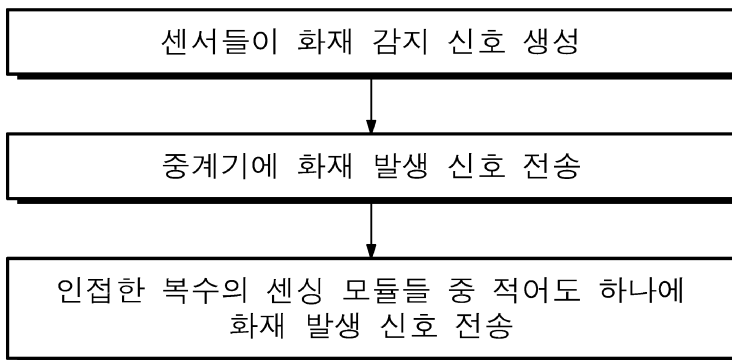 센서들이 화재 감지 신호 생성
중계기에 화재 발생 신호 전송
인접한 복수의 센싱 모듈들 중 적어도 하나에
화재 발생 신호 전송